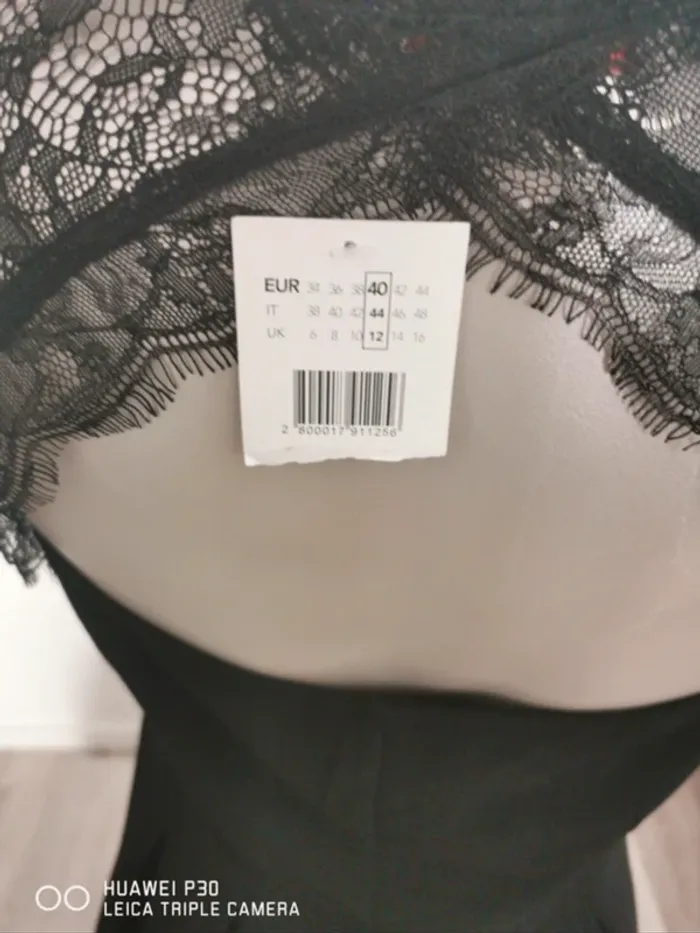 EUR 34 36 38 40 42 44
IT 38 40 42 44 46 48
UK 6 8 10 12 14 16
2 800017 911256
HUAWEI P30
LEICA TRIPLE CAMERA